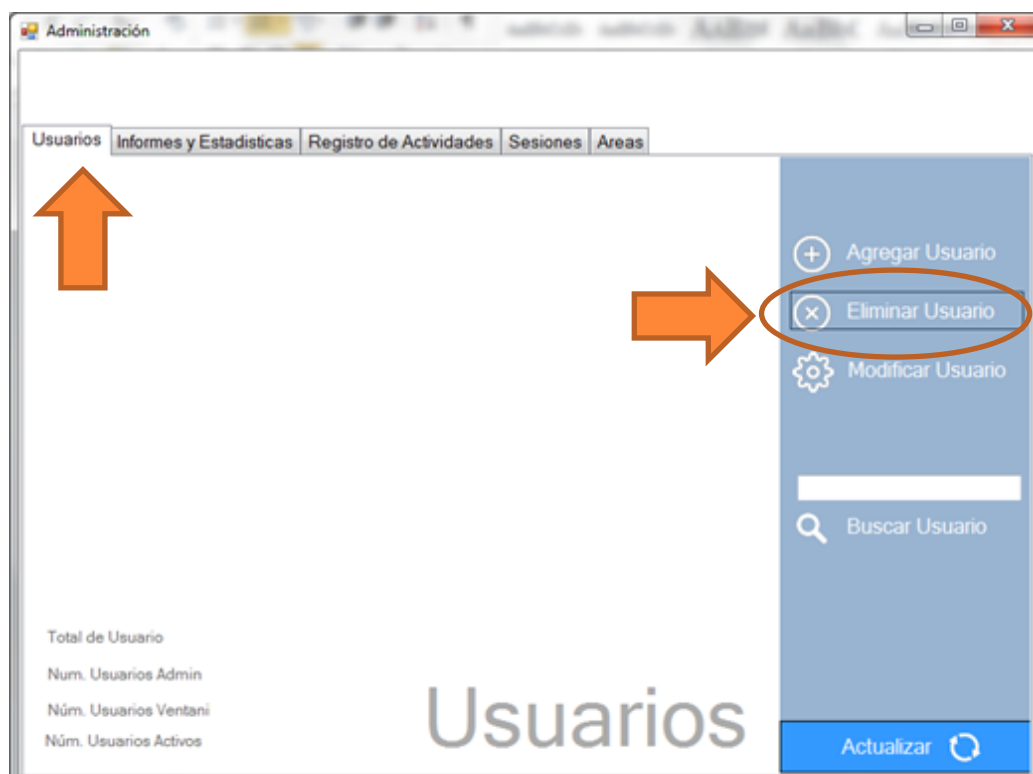 Administración
Usuarios Informes y Estadisticas Registro de Actividades Sesiones Areas
Agregar Usuario
Eliminar Usuario
Modificar Usuario
Buscar Usuario
Total de Usuario
Num. Usuarios Admin
Núm. Usuarios Ventani
Núm. Usuarios Activos
Usuarios
Actualizar